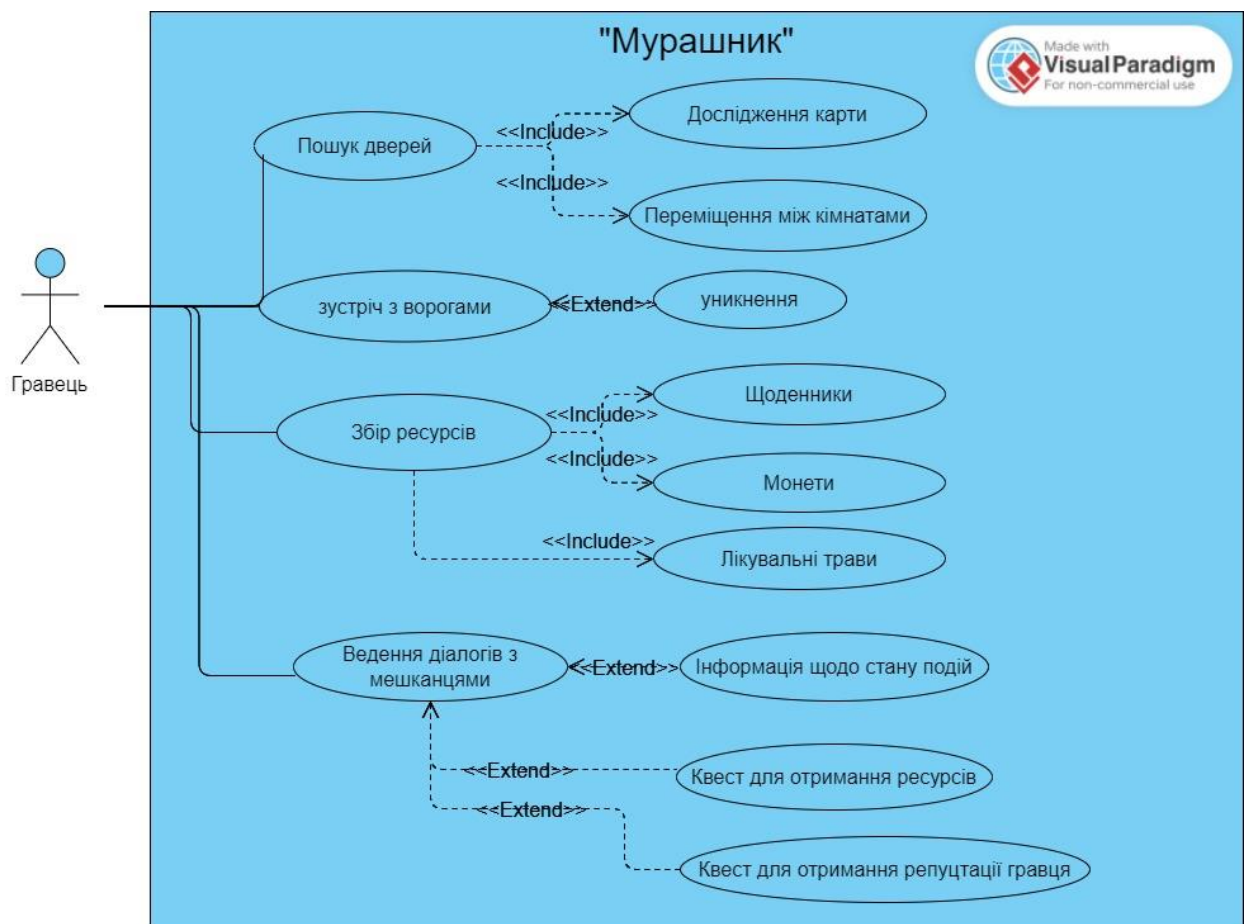 "Мурашник"
Made with
Visual Paradigm
For non-commercial use
Пошук дверей
<<Include>>
Дослідження карти
<<Include>>
Переміщення між кімнатами
Гравець
зустріч з ворогами
<<Extend>>
уникнення
Збір ресурсів
<<Include>>
Щоденники
<<Include>>
Монети
<<Include>>
Лікувальні трави
Ведення діалогів з
мешканцями
<<Extend>>
Інформація щодо стану подій
<<Extend>>
Квест для отримання ресурсів
<<Extend>>
Квест для отримання репуцтації гравця